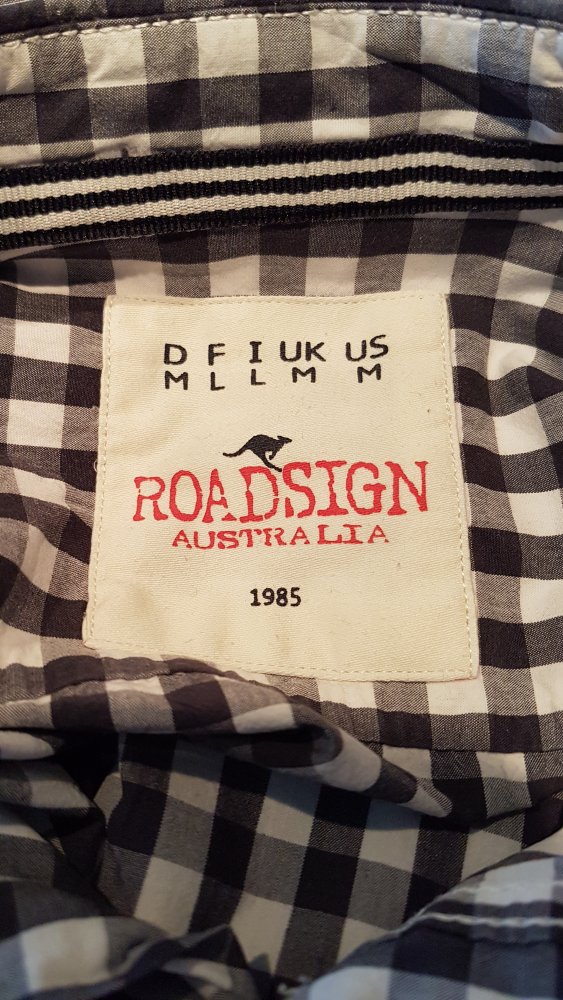 D F I UK US
M L L M M
ROADSIGN
AUSTRALIA
1985